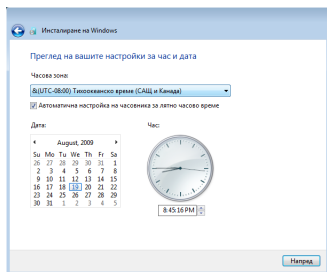 Инсталиране на Windows
Преглед на вашите настройки за час и дата
Часова зона:
&(UTC-08:00) Тихоокеанско време (САЩ и Канада)
Автоматична настройка на часовника за лятно часово време
Дата:
Час:
August, 2009
Su Mo Tu We Th Fr Sa
26 27 28 29 30 31 1
2 3 4 5 6 7 8
9 10 11 12 13 14 15
16 17 18 19 20 21 22
23 24 25 26 27 28 29
30 31 1 2 3 4 5
8:45:16 PM
Напред